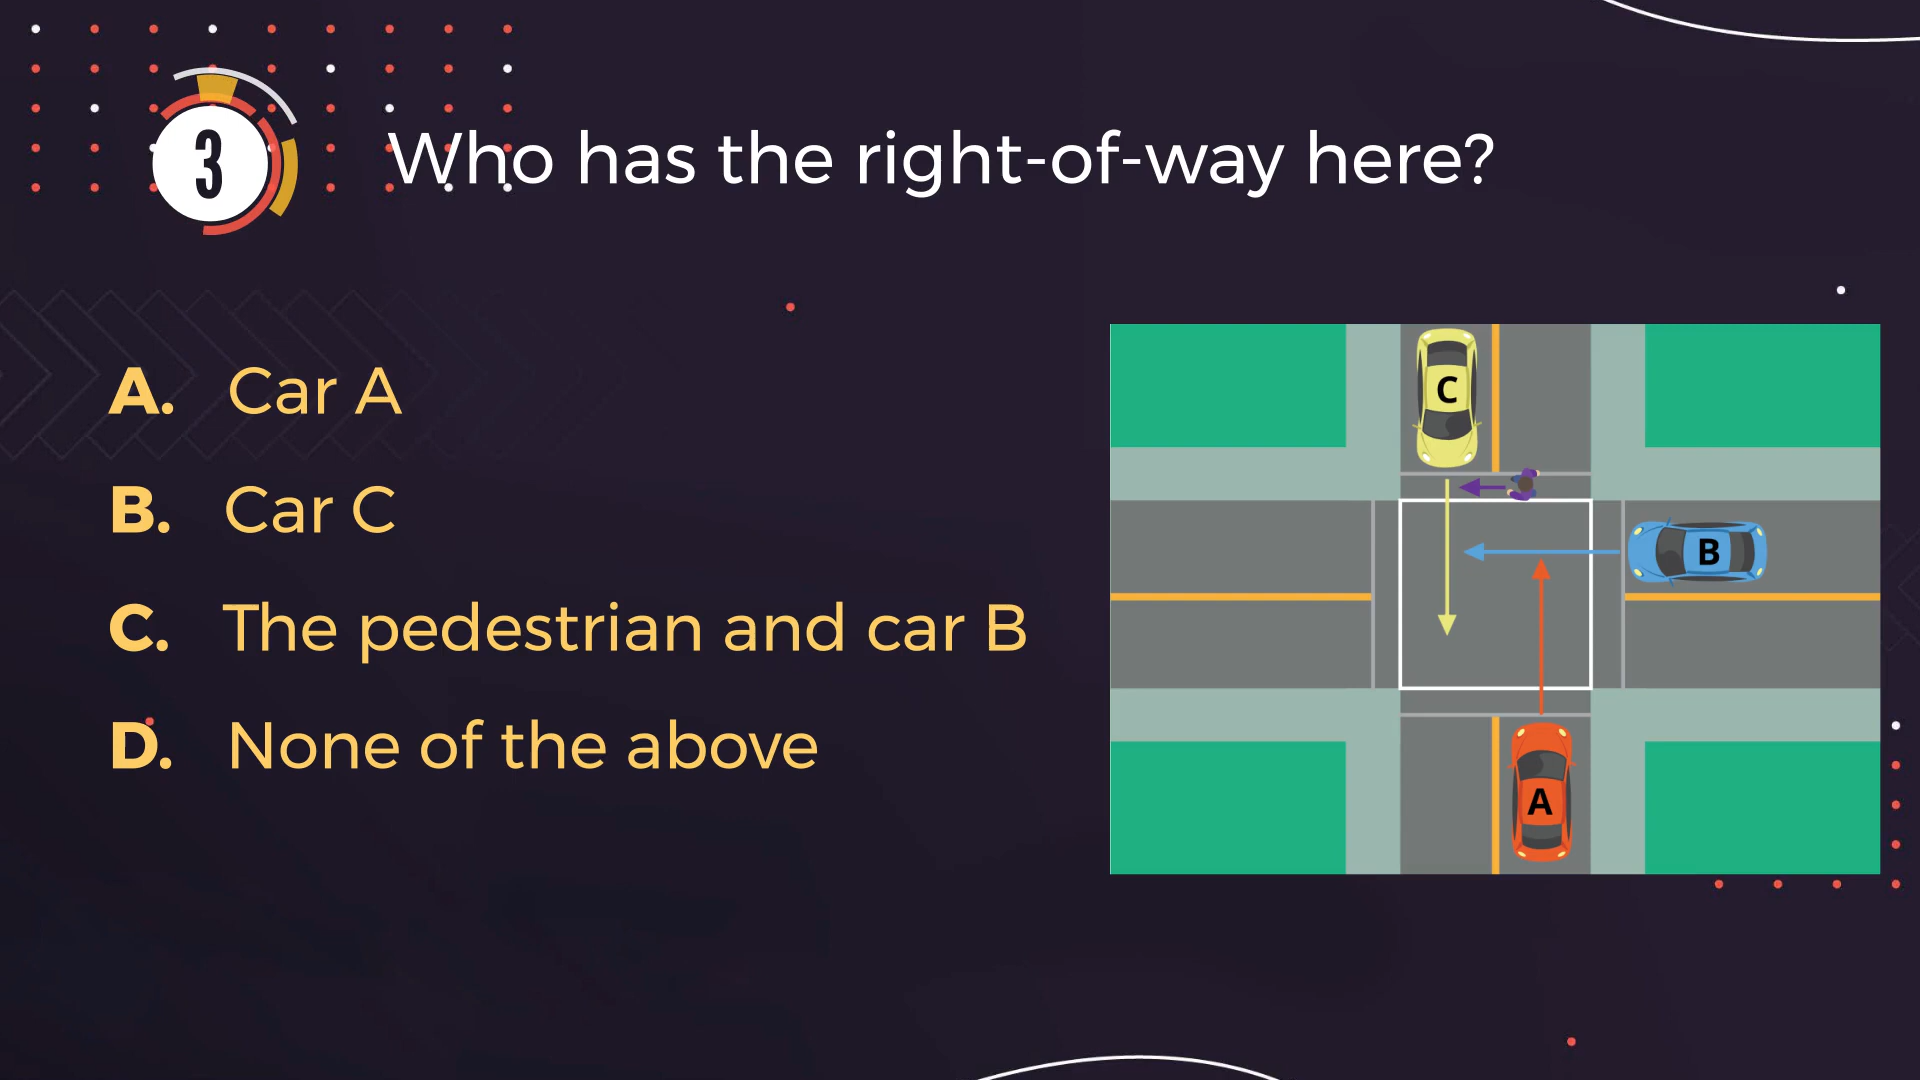 3
Who has the right-of-way here?
A. Car A
B. Car C
C. The pedestrian and car B
D. None of the above
C
B
A